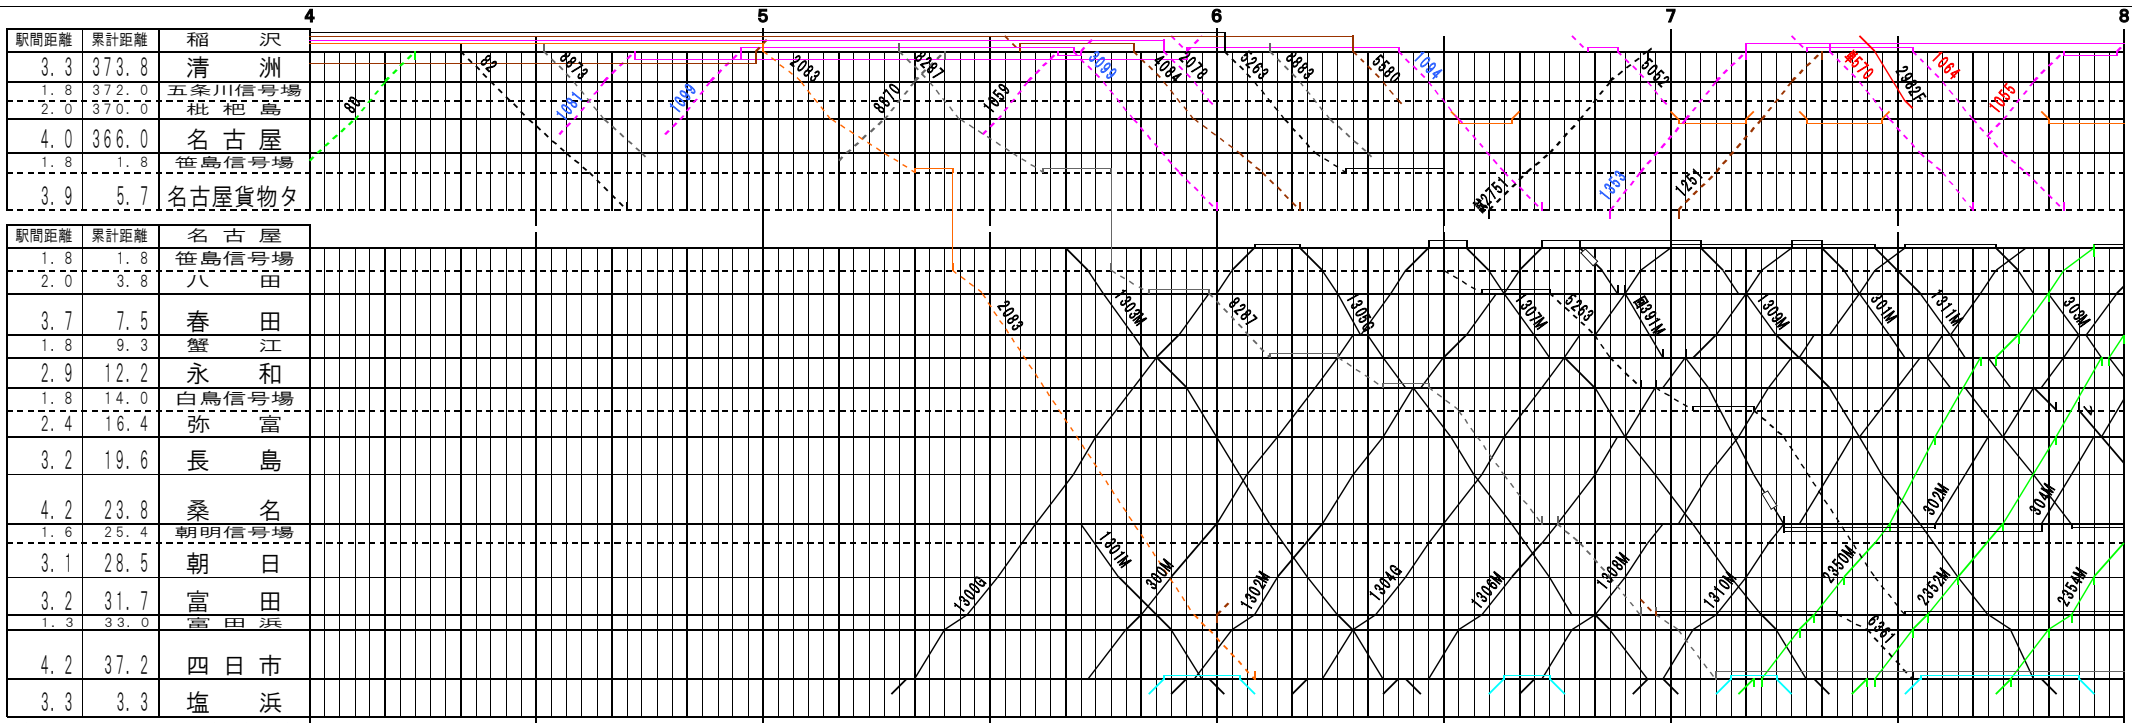 4 5 6 7 8
駅間距離 累計距離 稲沢
3.3 373.8 清洲
1.8 372.0 五条川信号場
2.0 370.0 枇杷島
4.0 366.0 名古屋
1.8 1.8 笹島信号場
3.9 5.7 名古屋貨物タ
80 82 8873 1081 1093 2083 8870 8287 1059 3099 4084 2078 5263 8883 5580 1094 5052 1353 1251 4570 2982F 1064 1055
駅間距離 累計距離 名古屋
1.8 1.8 笹島信号場
2.0 3.8 八田
3.7 7.5 春田
1.8 9.3 蟹江
2.9 12.2 永和
1.8 14.0 白鳥信号場
2.4 16.4 弥富
3.2 19.6 長島
4.2 23.8 桑名
1.6 25.4 朝明信号場
3.1 28.5 朝日
3.2 31.7 富田
1.3 33.0 富田浜
4.2 37.2 四日市
3.3 3.3 塩浜
2083 1303M 8287 1305G 1307M 5263 1309M 301M 1311M 303M
302M 304M
1300G 1301M 300M 1302M 1304G 1306M 1308M 1310M 2350M 6361 2352M 2354M